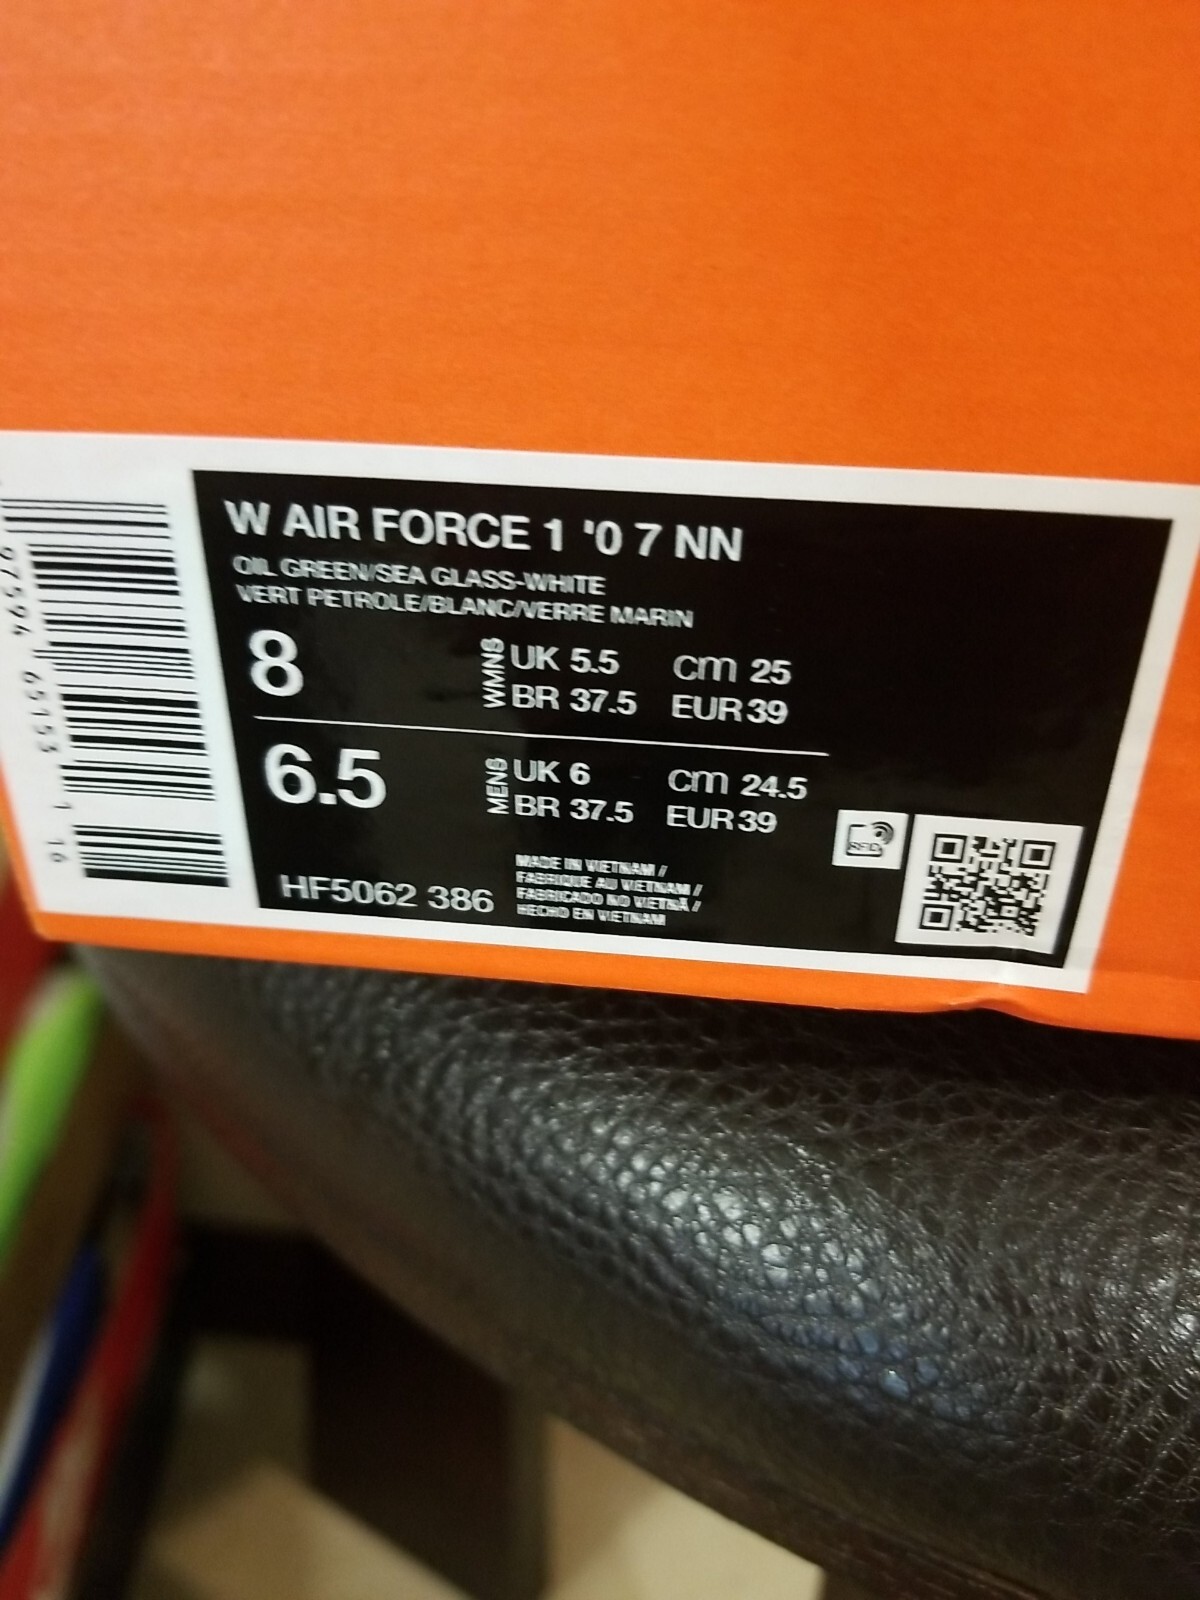 W AIR FORCE 1 '0 7 NN
OIL GREEN/SEA GLASS-WHITE
VERT PETROLE/BLANC/VERRE MARIN
8
WMNS
UK 5.5 cm 25
BR 37.5 EUR 39
6.5
MENS
UK 6 cm 24.5
BR 37.5 EUR 39
HF5062 386
MADE IN VIETNAM //
FABRIQUE AU VIETNAM //
FABRICADO NO VIETNÃ //
HECHO EN VIETNAM
RFID